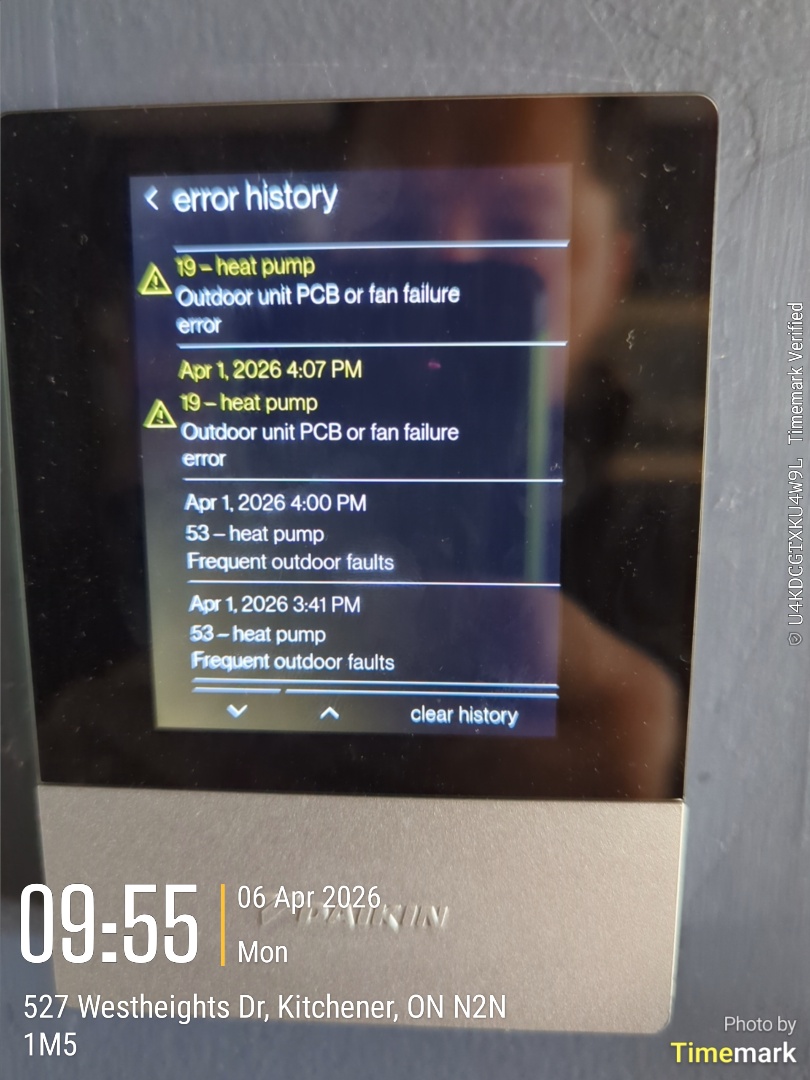 < error history
19 – heat pump
Outdoor unit PCB or fan failure
error
Apr 1, 2026 4:07 PM
19 – heat pump
Outdoor unit PCB or fan failure
error
Apr 1, 2026 4:00 PM
53 – heat pump
Frequent outdoor faults
Apr 1, 2026 3:41 PM
53 – heat pump
Frequent outdoor faults
clear history
DAIKIN
09:55
06 Apr 2026
Mon
527 Westheights Dr, Kitchener, ON N2N
1M5
Photo by
Timemark
© U4KDCGTXKU4W9L Timemark Verified